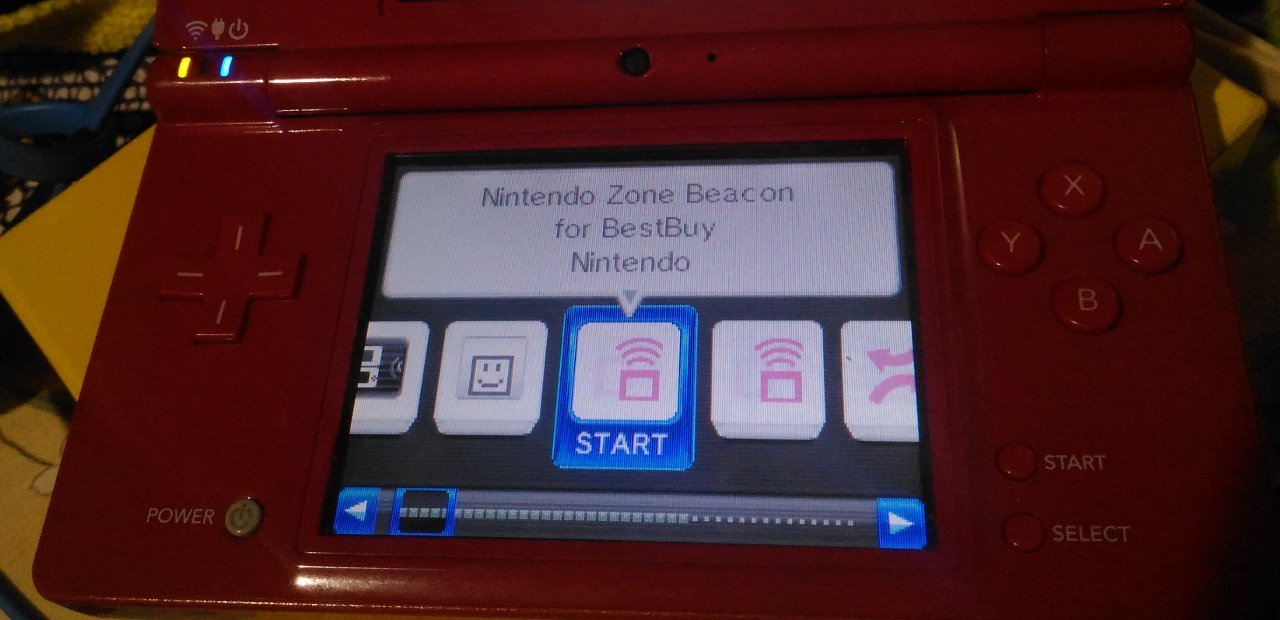 Nintendo Zone Beacon
for BestBuy
Nintendo
START
X
Y
A
B
START
SELECT
POWER